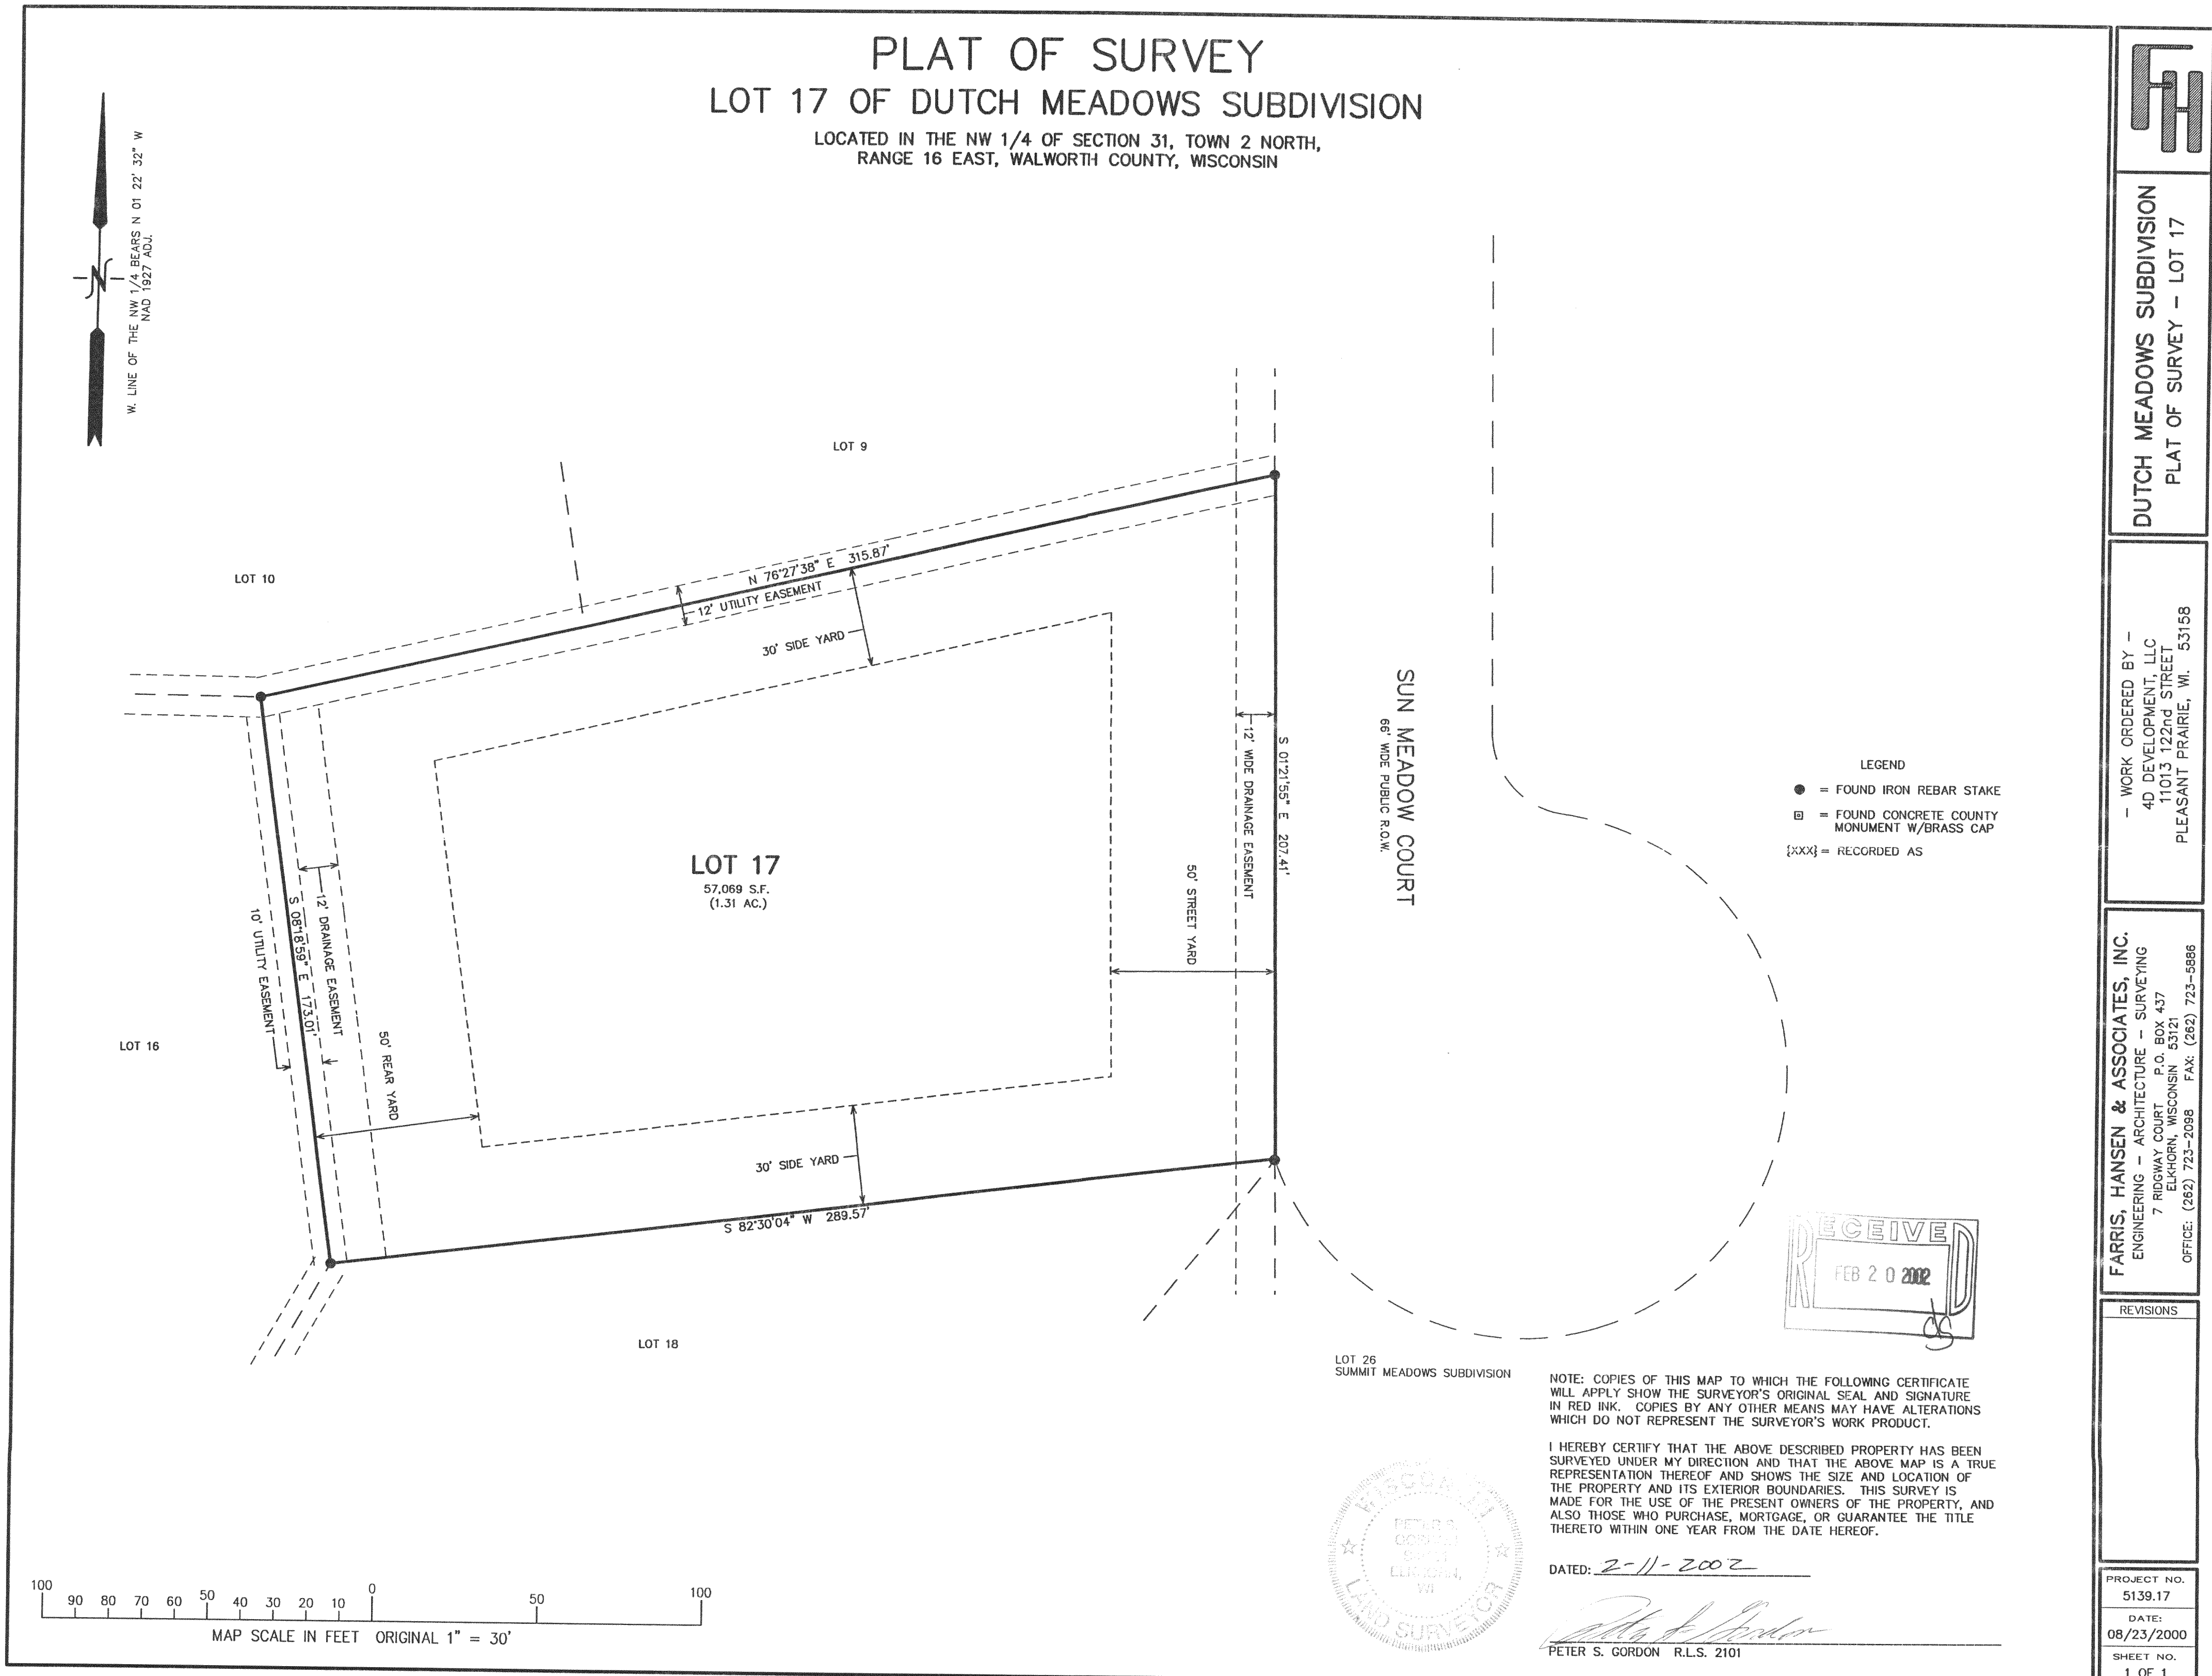 PLAT OF SURVEY
LOT 17 OF DUTCH MEADOWS SUBDIVISION
LOCATED IN THE NW 1/4 OF SECTION 31, TOWN 2 NORTH,
RANGE 16 EAST, WALWORTH COUNTY, WISCONSIN
N
W. LINE OF THE NW 1/4 BEARS N 01 22' 32" W
NAD 1927 ADJ.
LOT 9
LOT 10
N 76°27'38" E 315.87'
12' UTILITY EASEMENT
30' SIDE YARD
LOT 17
57,069 S.F.
(1.31 AC.)
12' WIDE DRAINAGE EASEMENT
S 01°21'55" E 207.41'
50' STREET YARD
SUN MEADOW COURT
66' WIDE PUBLIC R.O.W.
10' UTILITY EASEMENT
S 08°18'59" E 173.01'
12' DRAINAGE EASEMENT
50' REAR YARD
LOT 16
30' SIDE YARD
S 82°30'04" W 289.57'
LOT 18
LOT 26
SUMMIT MEADOWS SUBDIVISION
LEGEND
= FOUND IRON REBAR STAKE
= FOUND CONCRETE COUNTY
MONUMENT W/BRASS CAP
{XXX} = RECORDED AS
RECEIVED
FEB 20 2002
NOTE: COPIES OF THIS MAP TO WHICH THE FOLLOWING CERTIFICATE
WILL APPLY SHOW THE SURVEYOR'S ORIGINAL SEAL AND SIGNATURE
IN RED INK. COPIES BY ANY OTHER MEANS MAY HAVE ALTERATIONS
WHICH DO NOT REPRESENT THE SURVEYOR'S WORK PRODUCT.
I HEREBY CERTIFY THAT THE ABOVE DESCRIBED PROPERTY HAS BEEN
SURVEYED UNDER MY DIRECTION AND THAT THE ABOVE MAP IS A TRUE
REPRESENTATION THEREOF AND SHOWS THE SIZE AND LOCATION OF
THE PROPERTY AND ITS EXTERIOR BOUNDARIES. THIS SURVEY IS
MADE FOR THE USE OF THE PRESENT OWNERS OF THE PROPERTY, AND
ALSO THOSE WHO PURCHASE, MORTGAGE, OR GUARANTEE THE TITLE
THERETO WITHIN ONE YEAR FROM THE DATE HEREOF.
DATED: 2-11-2002
PETER S. GORDON R.L.S. 2101
WISCONSIN
PETER S.
ELKHORN,
WI
LAND SURVEYOR
100 90 80 70 60 50 40 30 20 10 0 50 100
MAP SCALE IN FEET ORIGINAL 1" = 30'
FH
DUTCH MEADOWS SUBDIVISION
PLAT OF SURVEY - LOT 17
- WORK ORDERED BY -
4D DEVELOPMENT, LLC
11013 122nd STREET
PLEASANT PRAIRIE, WI. 53158
FARRIS, HANSEN & ASSOCIATES, INC.
ENGINEERING - ARCHITECTURE - SURVEYING
7 RIDGWAY COURT P.O. BOX 437
ELKHORN, WISCONSIN 53121
OFFICE: (262) 723-2098 FAX: (262) 723-5886
REVISIONS
PROJECT NO.
5139.17
DATE:
08/23/2000
SHEET NO.
1 OF 1